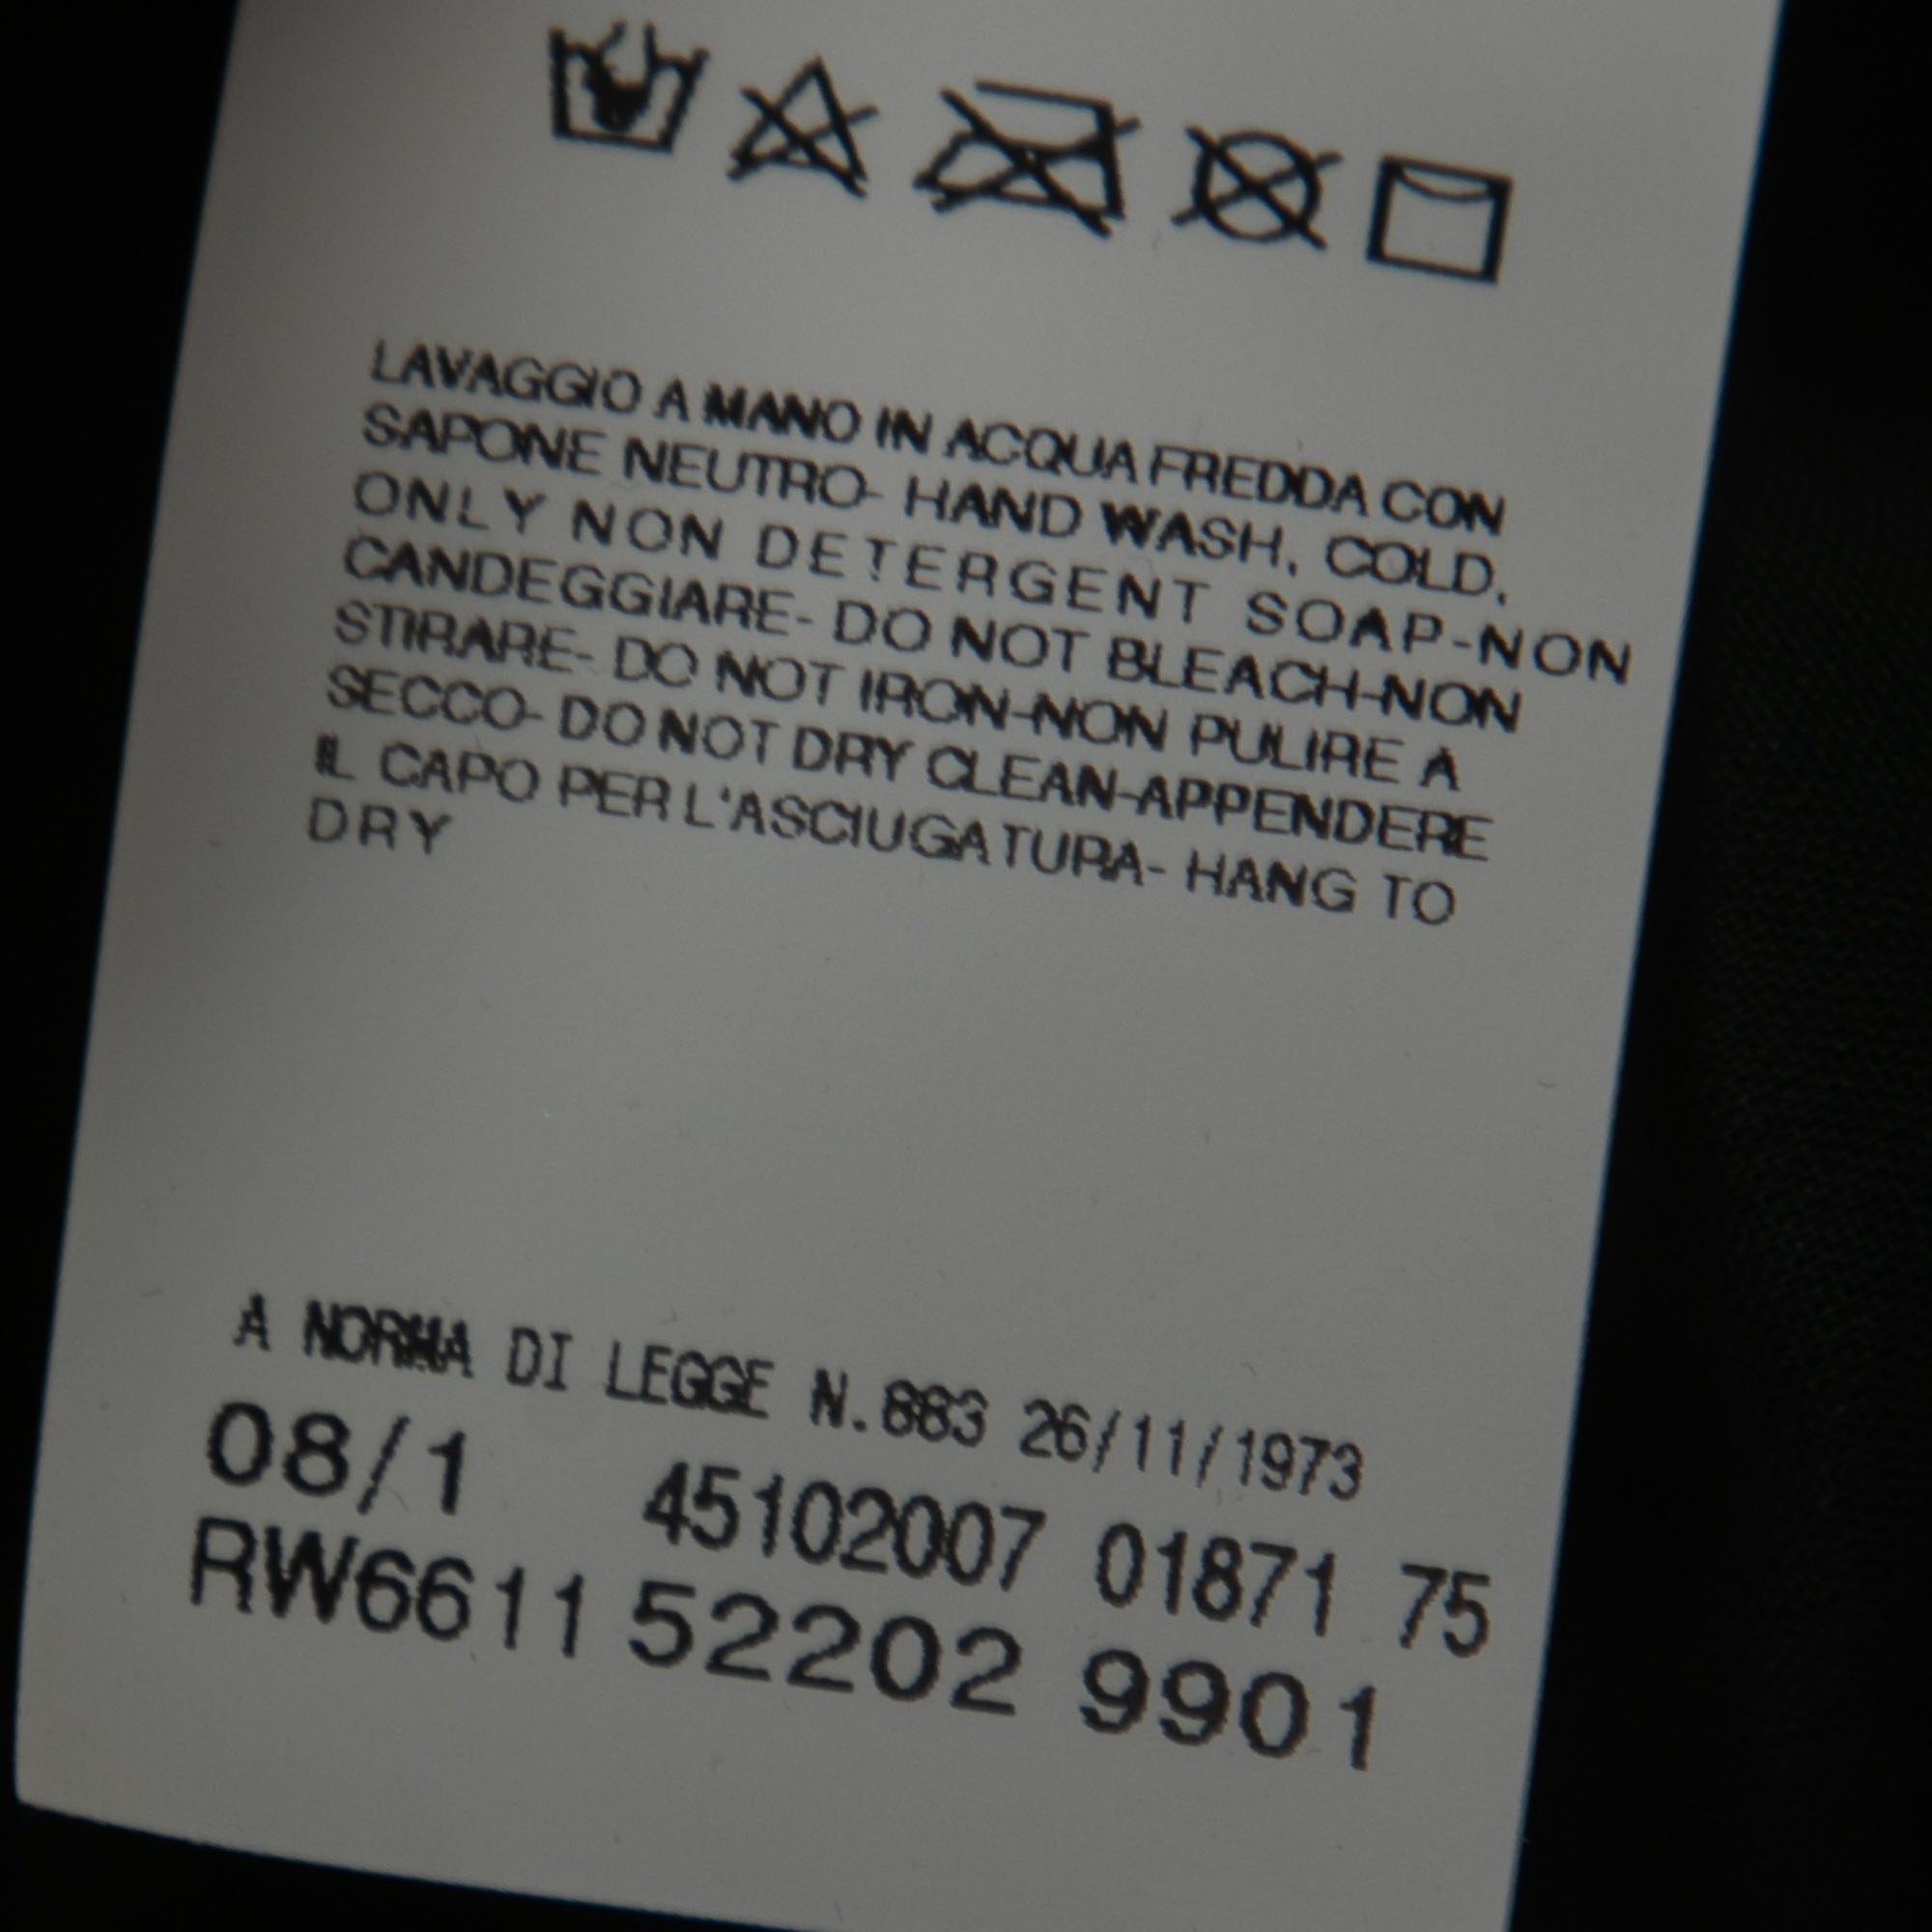 LAVAGGIO A MANO IN ACQUA FREDDA CON
SAPONE NEUTRO- HAND WASH, COLD,
ONLY NON DETERGENT SOAP-NON
CANDEGGIARE- DO NOT BLEACH-NON
STIRARE- DO NOT IRON-NON PULIRE A
SECCO- DO NOT DRY CLEAN-APPENDERE
IL CAPO PER L'ASCIUGATURA- HANG TO
DRY
A NORMA DI LEGGE N.883 26/11/1973
08/1 45102007 01871 75
RW6611 52202 9901